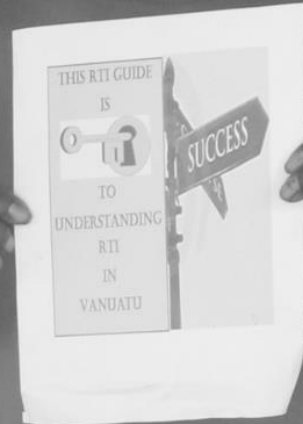 THIS RTI GUIDE
IS
TO
UNDERSTANDING
RTI
IN
VANUATU
SUCCESS